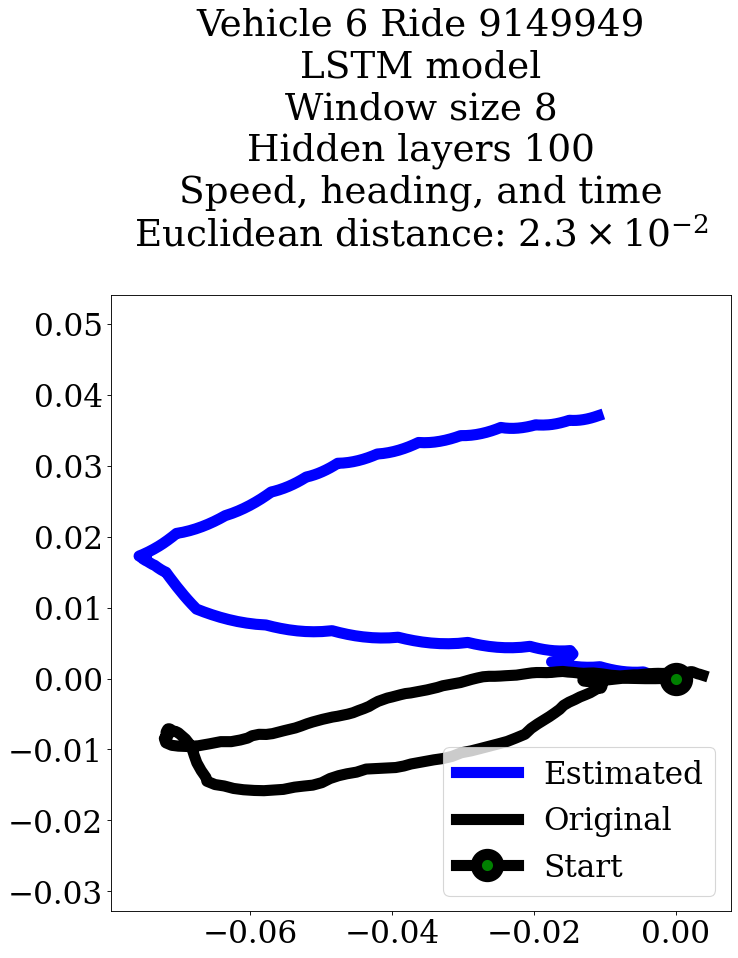 Vehicle 6 Ride 9149949
LSTM model
Window size 8
Hidden layers 100
Speed, heading, and time
Euclidean distance: 2.3 × 10⁻²
0.05
0.04
0.03
0.02
0.01
0.00
−0.01
−0.02
−0.03
Estimated
Original
Start
−0.06 −0.04 −0.02 0.00